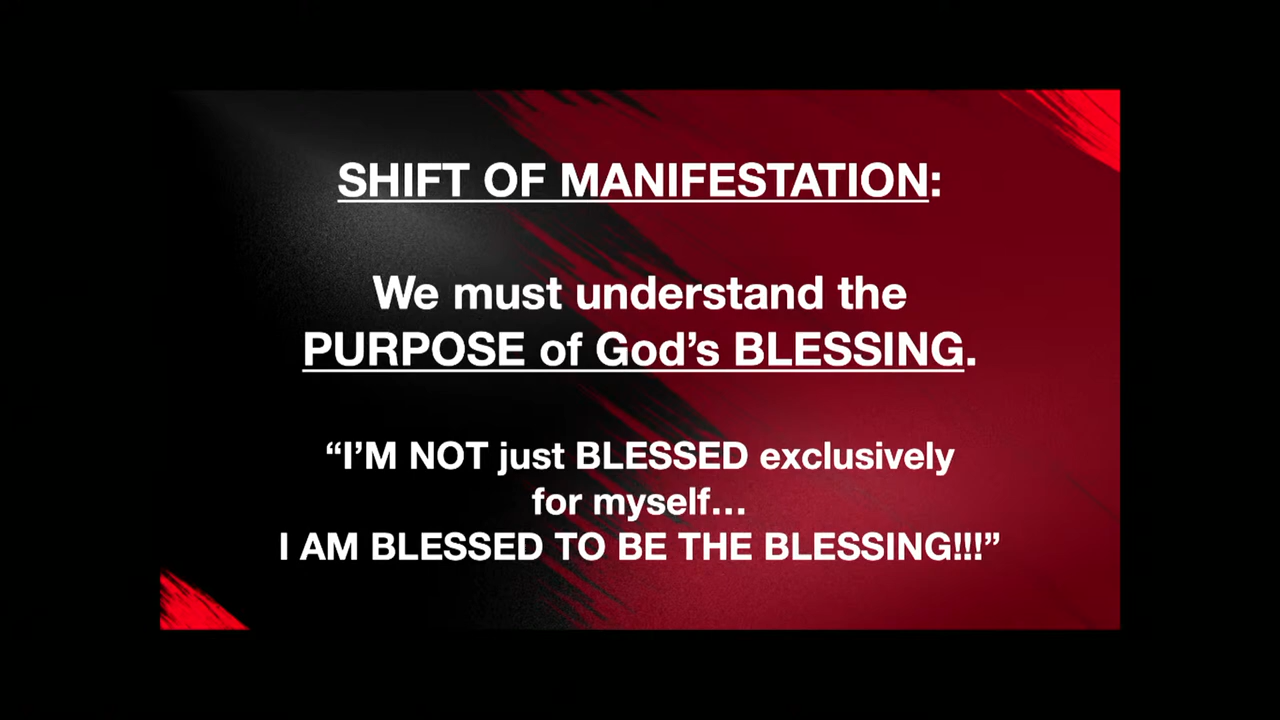 SHIFT OF MANIFESTATION:
We must understand the
PURPOSE of God’s BLESSING.
“I’M NOT just BLESSED exclusively
for myself…
I AM BLESSED TO BE THE BLESSING!!!”